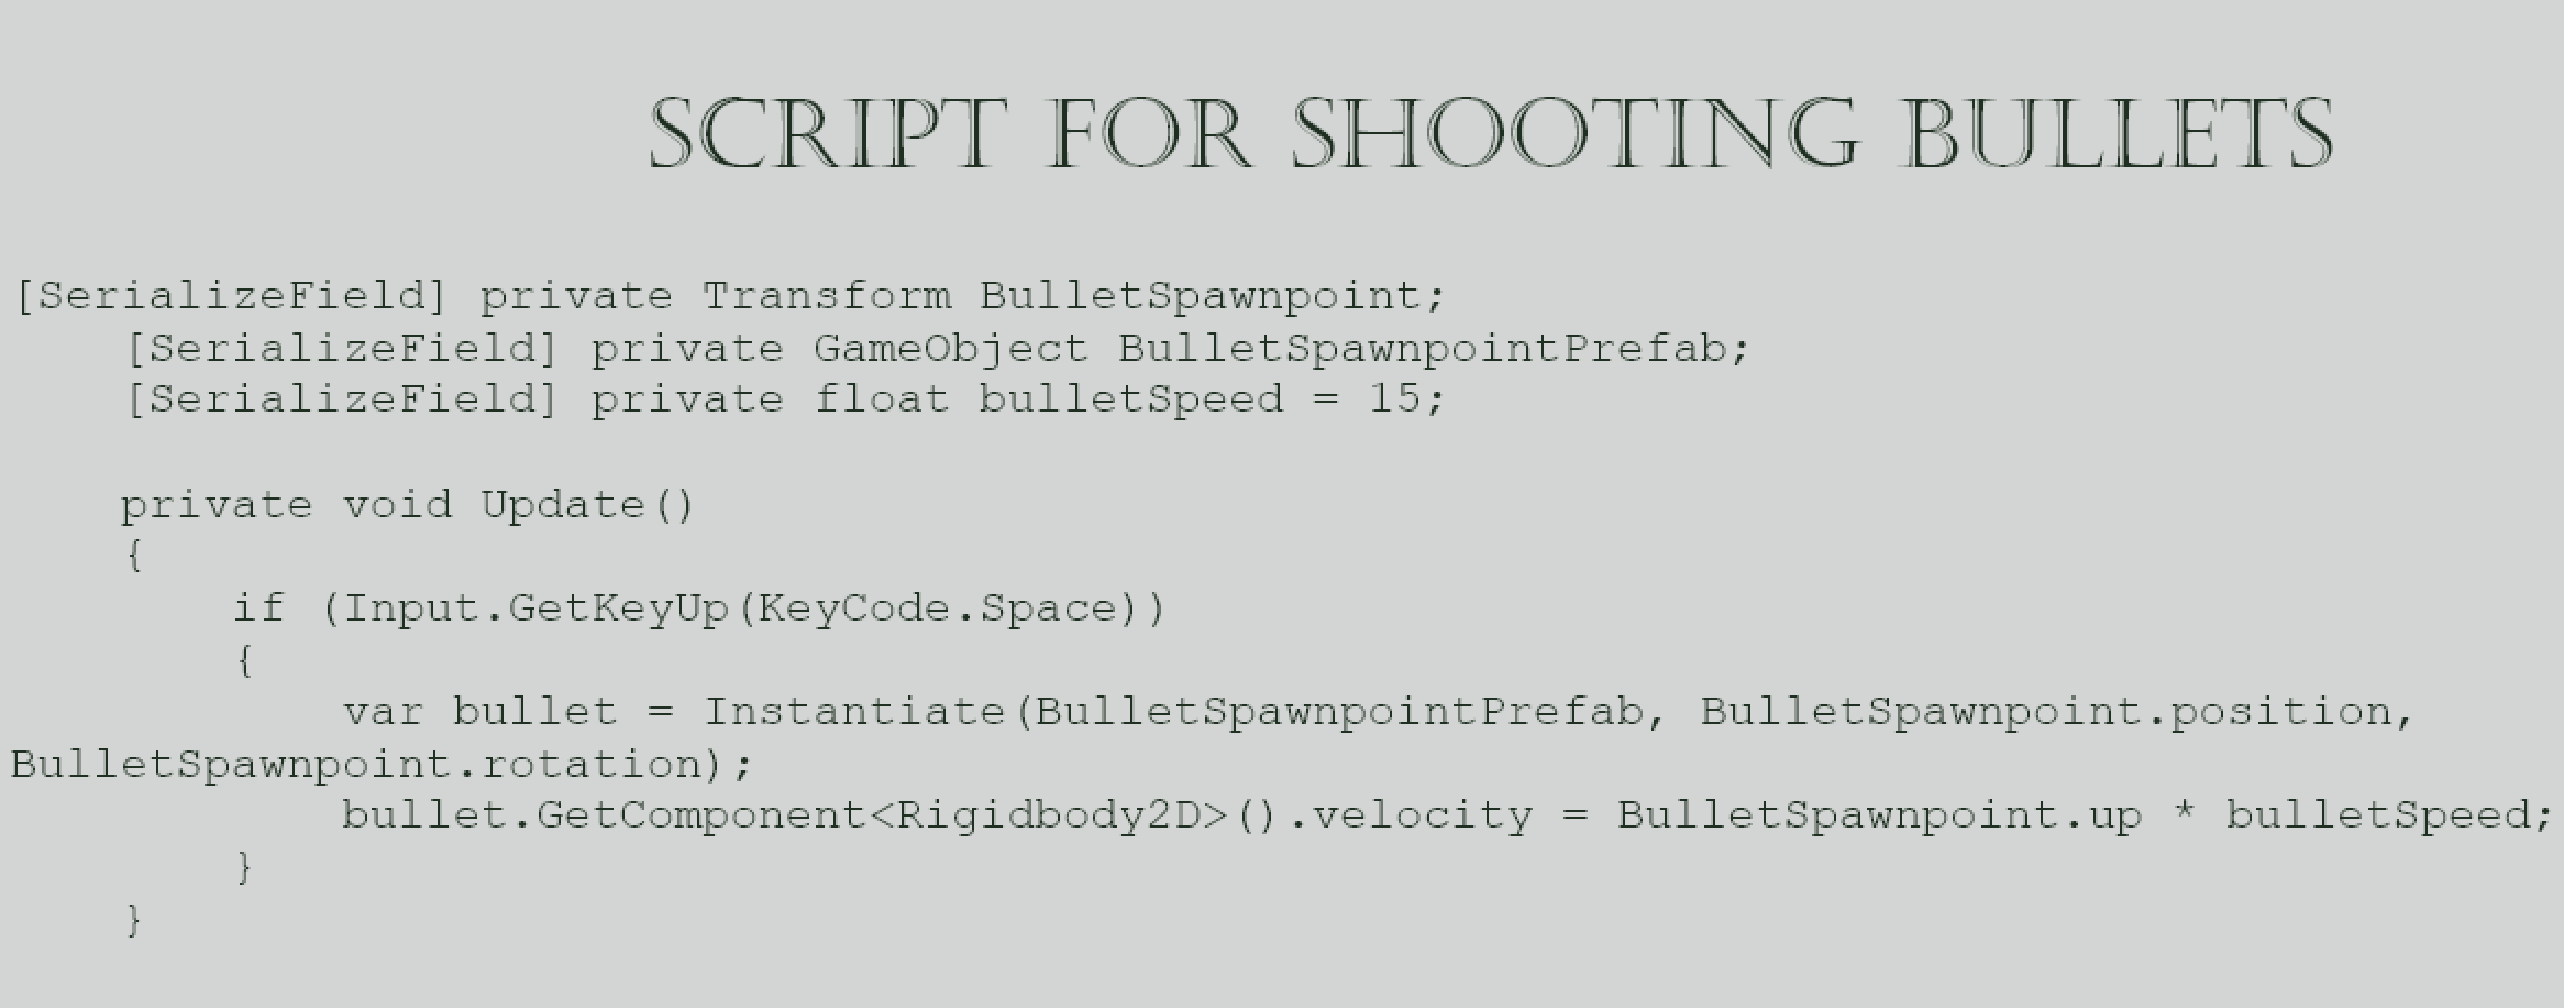 SCRIPT FOR SHOOTING BULLETS
[SerializeField] private Transform BulletSpawnpoint;
    [SerializeField] private GameObject BulletSpawnpointPrefab;
    [SerializeField] private float bulletSpeed = 15;
    private void Update()
    {
        if (Input.GetKeyUp(KeyCode.Space))
        {
            var bullet = Instantiate(BulletSpawnpointPrefab, BulletSpawnpoint.position,
BulletSpawnpoint.rotation);
            bullet.GetComponent<Rigidbody2D>().velocity = BulletSpawnpoint.up * bulletSpeed;
        }
    }